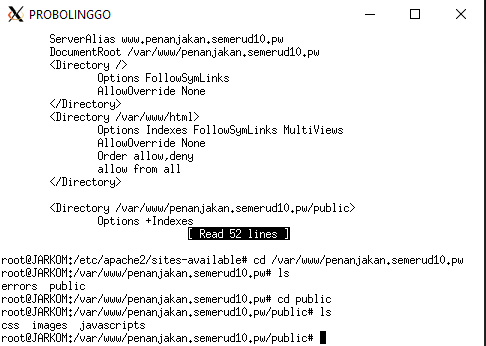 PROBOLINGGO
ServerAlias www.penanjakan.semerud10.pw
DocumentRoot /var/www/penanjakan.semerud10.pw
<Directory />
Options FollowSymLinks
AllowOverride None
</Directory>
<Directory /var/www/html>
Options Indexes FollowSymLinks MultiViews
AllowOverride None
Order allow,deny
allow from all
</Directory>
<Directory /var/www/penanjakan.semerud10.pw/public>
Options +Indexes
[ Read 52 lines ]
root@JARKOM:/etc/apache2/sites-available# cd /var/www/penanjakan.semerud10.pw
root@JARKOM:/var/www/penanjakan.semerud10.pw# ls
errors  public
root@JARKOM:/var/www/penanjakan.semerud10.pw# cd public
root@JARKOM:/var/www/penanjakan.semerud10.pw/public# ls
css  images  javascripts
root@JARKOM:/var/www/penanjakan.semerud10.pw/public#